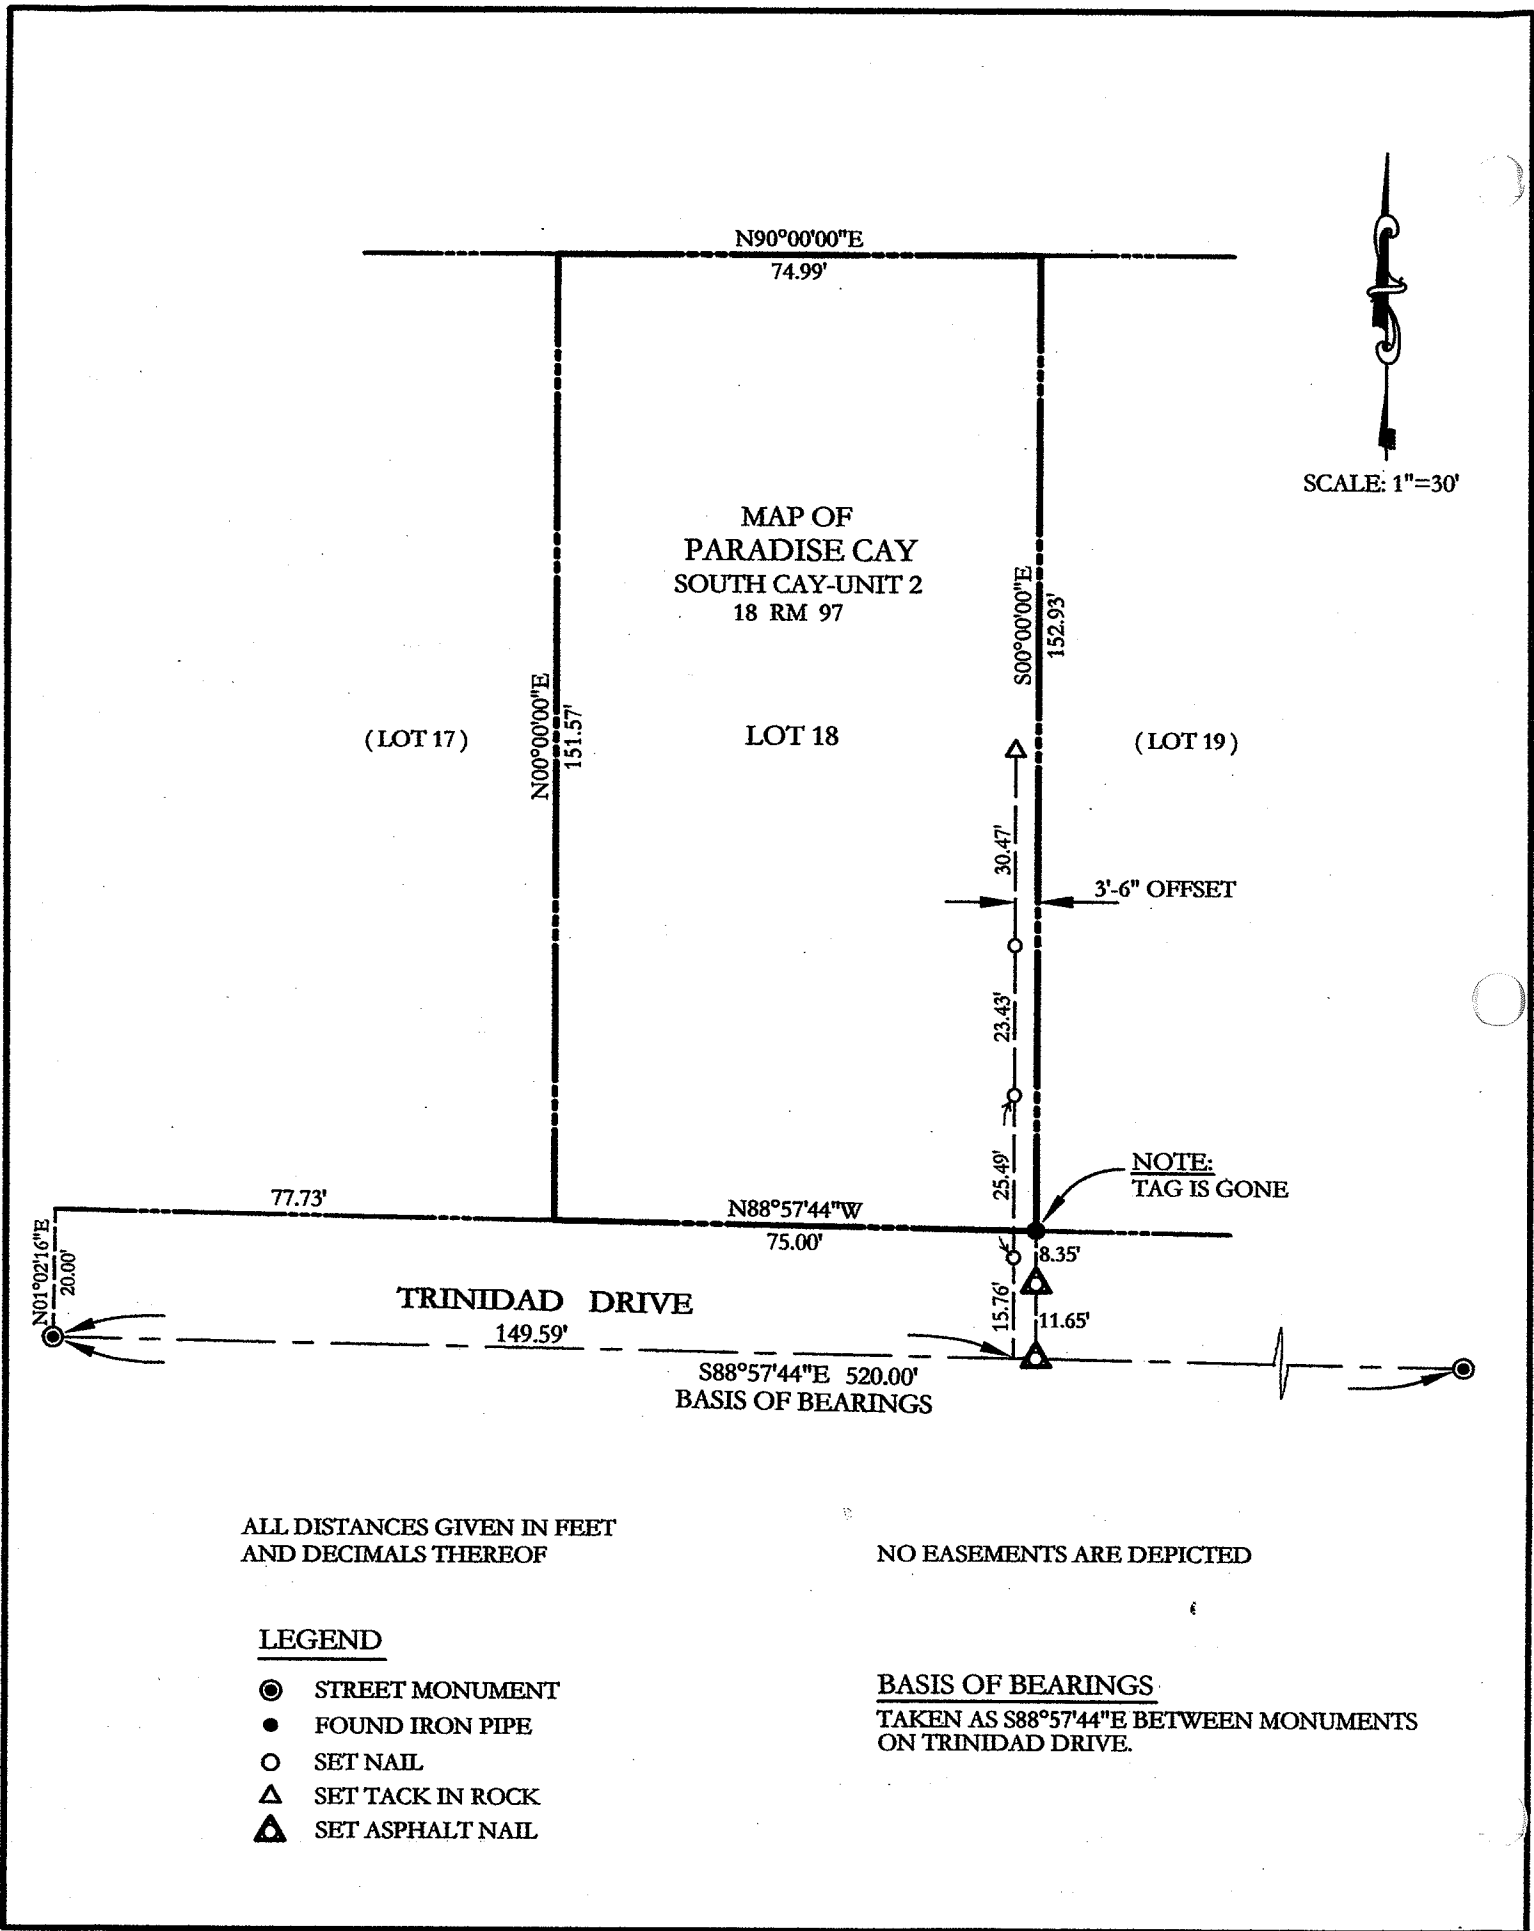 N90°00'00"E
74.99'
SCALE: 1"=30'
MAP OF
PARADISE CAY
SOUTH CAY-UNIT 2
18 RM 97
S00°00'00"E
152.93'
N00°00'00"E
151.57'
( LOT 17 )
LOT 18
( LOT 19 )
30.47'
3'-6" OFFSET
23.43'
25.49'
NOTE:
TAG IS GONE
77.73'
N88°57'44"W
75.00'
8.35'
N01°02'16"E
20.00'
TRINIDAD DRIVE
15.76'
11.65'
149.59'
S88°57'44"E 520.00'
BASIS OF BEARINGS
ALL DISTANCES GIVEN IN FEET
AND DECIMALS THEREOF
NO EASEMENTS ARE DEPICTED
LEGEND
STREET MONUMENT
FOUND IRON PIPE
SET NAIL
SET TACK IN ROCK
SET ASPHALT NAIL
BASIS OF BEARINGS
TAKEN AS S88°57'44"E BETWEEN MONUMENTS
ON TRINIDAD DRIVE.